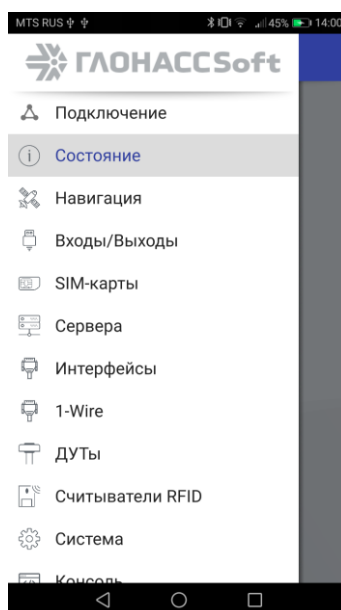 MTS RUS 45% 14:00
ГЛОНАССSoft
Подключение
Состояние
Навигация
Входы/Выходы
SIM-карты
Сервера
Интерфейсы
1-Wire
ДУТы
Считыватели RFID
Система
Консоль